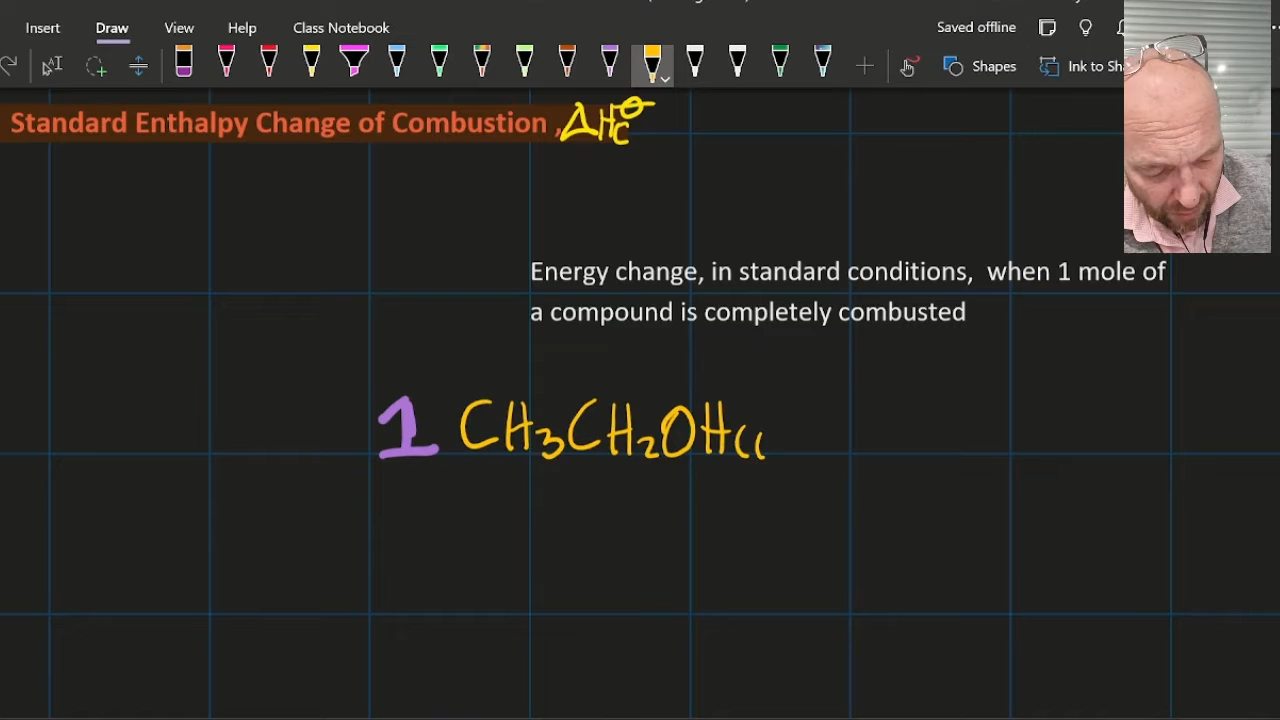 Insert Draw View Help Class Notebook Saved offline
Shapes Ink to Sh
Standard Enthalpy Change of Combustion , ΔHc⦵
Energy change, in standard conditions, when 1 mole of
a compound is completely combusted
1 CH₃CH₂OH(l